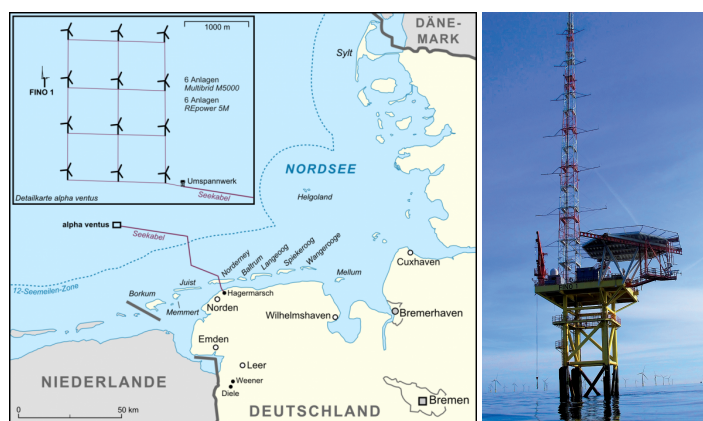 1000 m
FINO 1
6 Anlagen
Multibrid M5000
6 Anlagen
REpower 5M
Umspannwerk
Seekabel
Detailkarte alpha ventus
DÄNE-
MARK
Sylt
NORDSEE
Helgoland
alpha ventus
Seekabel
12-Seemeilen-Zone
Borkum
Memmert
Juist
Norderney
Baltrum
Langeoog
Spiekeroog
Wangerooge
Mellum
Cuxhaven
Hagermarsch
Norden
Wilhelmshaven
Bremerhaven
Emden
Leer
Weener
Diele
NIEDERLANDE
DEUTSCHLAND
Bremen
0
50 km